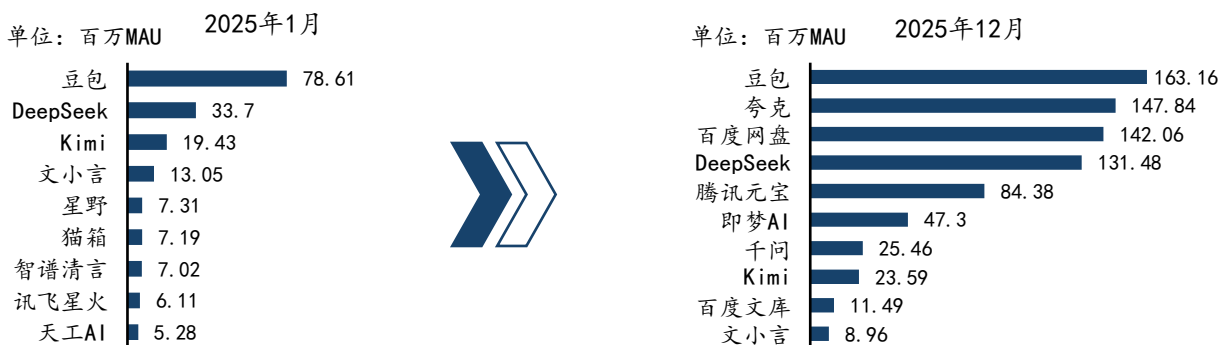 单位：百万MAU
2025年1月
豆包 78.61
DeepSeek 33.7
Kimi 19.43
文小言 13.05
星野 7.31
猫箱 7.19
智谱清言 7.02
讯飞星火 6.11
天工AI 5.28
单位：百万MAU
2025年12月
豆包 163.16
夸克 147.84
百度网盘 142.06
DeepSeek 131.48
腾讯元宝 84.38
即梦AI 47.3
千问 25.46
Kimi 23.59
百度文库 11.49
文小言 8.96